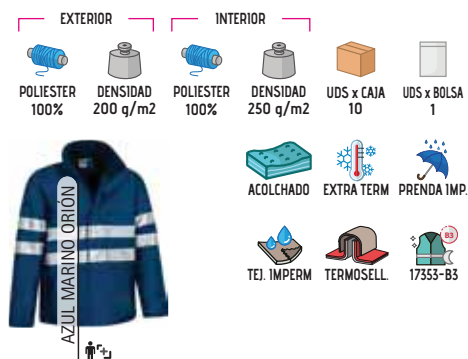 EXTERIOR
INTERIOR
POLIESTER
100%
DENSIDAD
200 g/m2
POLIESTER
100%
DENSIDAD
250 g/m2
UDS x CAJA
10
UDS x BOLSA
1
ACOLCHADO
EXTRA TERM
PRENDA IMP.
AZUL MARINO ORIÓN
B3
TEJ. IMPERM
TERMOSELL.
17353-B3